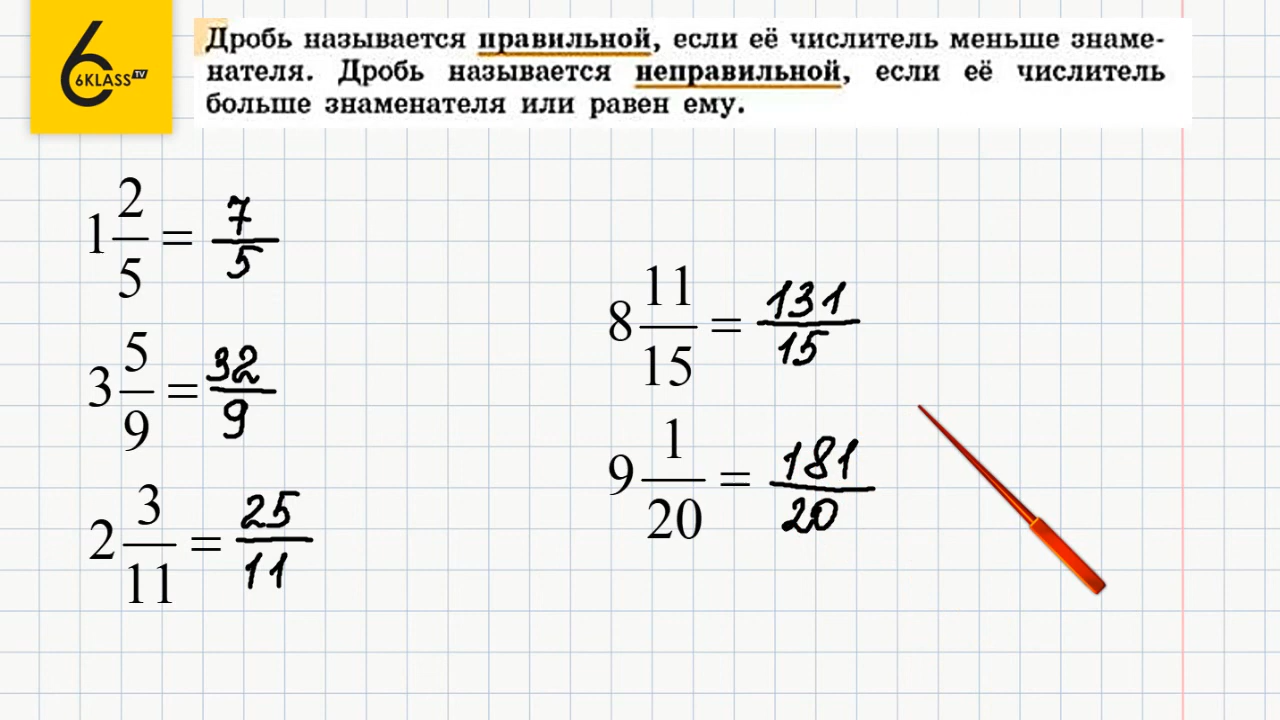 6
6KLASS TV
Дробь называется правильной, если её числитель меньше знаме-
нателя. Дробь называется неправильной, если её числитель
больше знаменателя или равен ему.
1 2/5 = 7/5
3 5/9 = 32/9
2 3/11 = 25/11
8 11/15 = 131/15
9 1/20 = 181/20